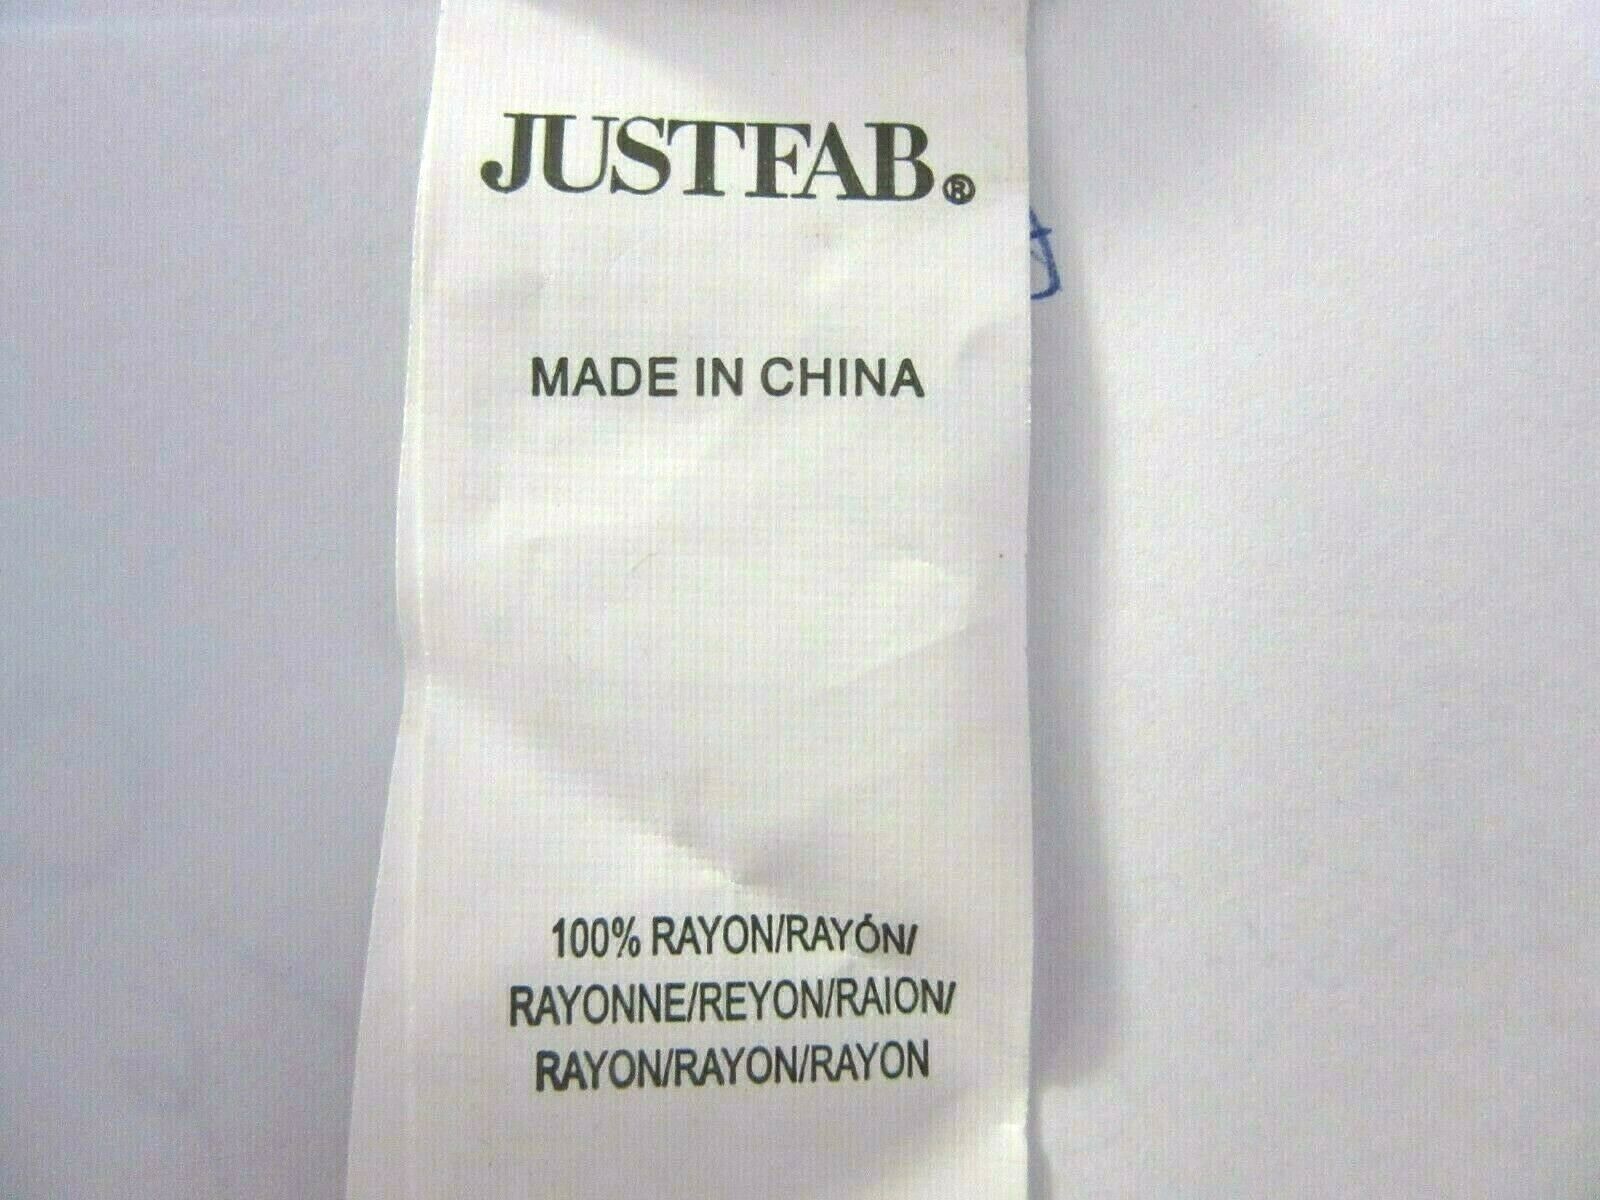 JUSTFAB®
MADE IN CHINA
100% RAYON/RAYÓN/
RAYONNE/REYON/RAION/
RAYON/RAYON/RAYON